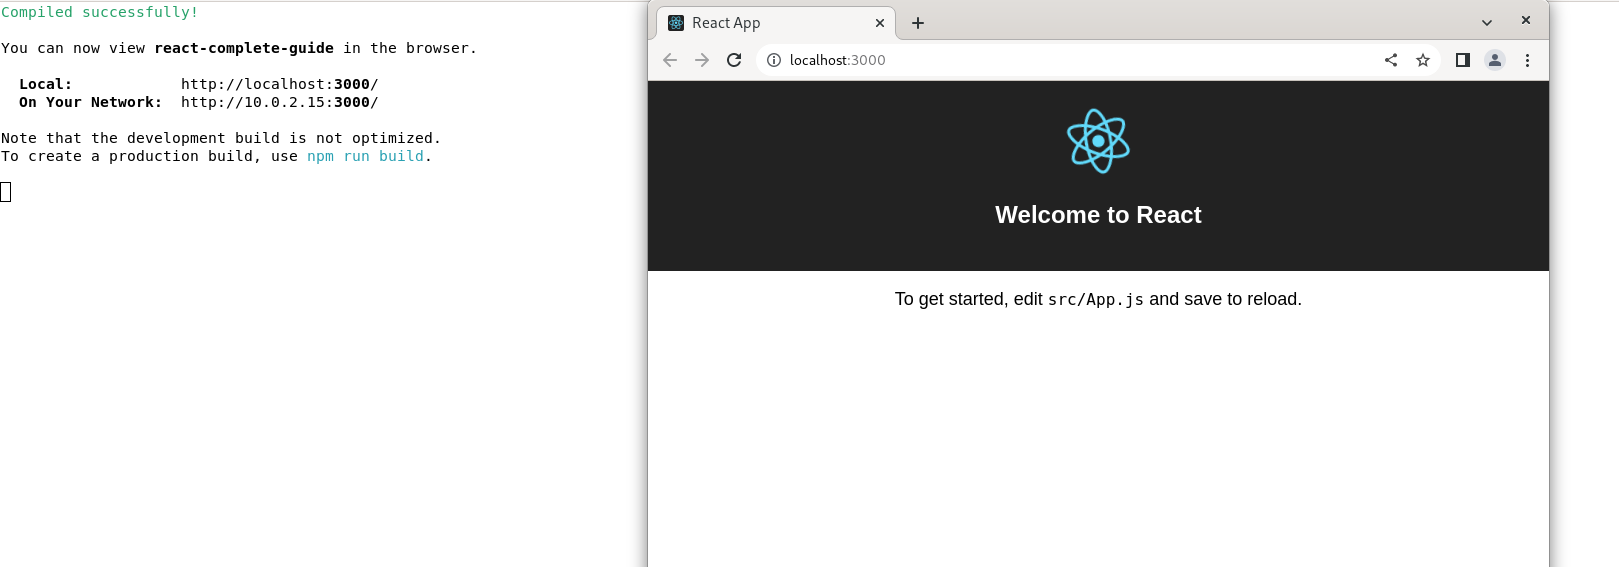 Compiled successfully!
You can now view react-complete-guide in the browser.
Local: http://localhost:3000/
On Your Network: http://10.0.2.15:3000/
Note that the development build is not optimized.
To create a production build, use npm run build.
React App
localhost:3000
Welcome to React
To get started, edit src/App.js and save to reload.